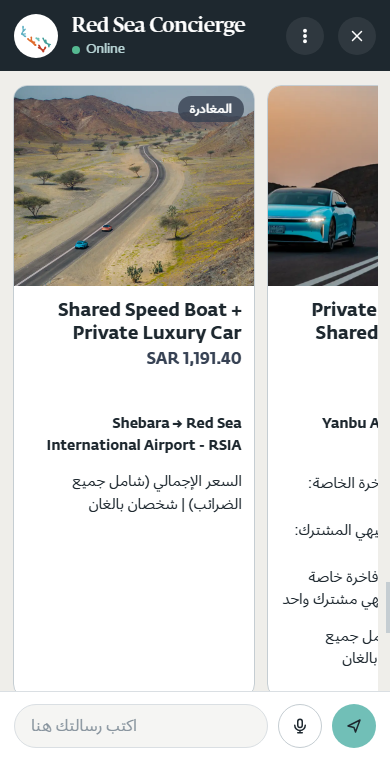 Red Sea Concierge
Online
المغادرة
Shared Speed Boat +
Private Luxury Car
SAR 1,191.40
Shebara → Red Sea
International Airport - RSIA
السعر الإجمالي (شامل جميع
الضرائب) | شخصان بالغان
Private
Shared
Yanbu A
خرة الخاصة:
يهي المشترك:
فاخرة خاصة
هي مشترك واحد
مل جميع
بالغان
اكتب رسالتك هنا